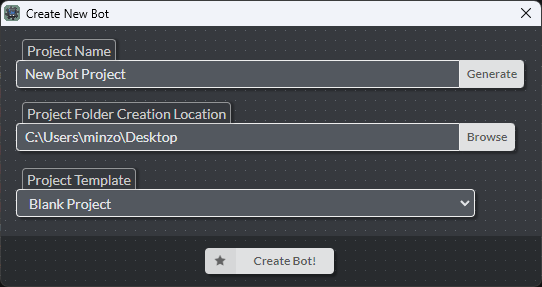 Create New Bot
Project Name
New Bot Project
Generate
Project Folder Creation Location
C:\Users\minzo\Desktop
Browse
Project Template
Blank Project
Create Bot!